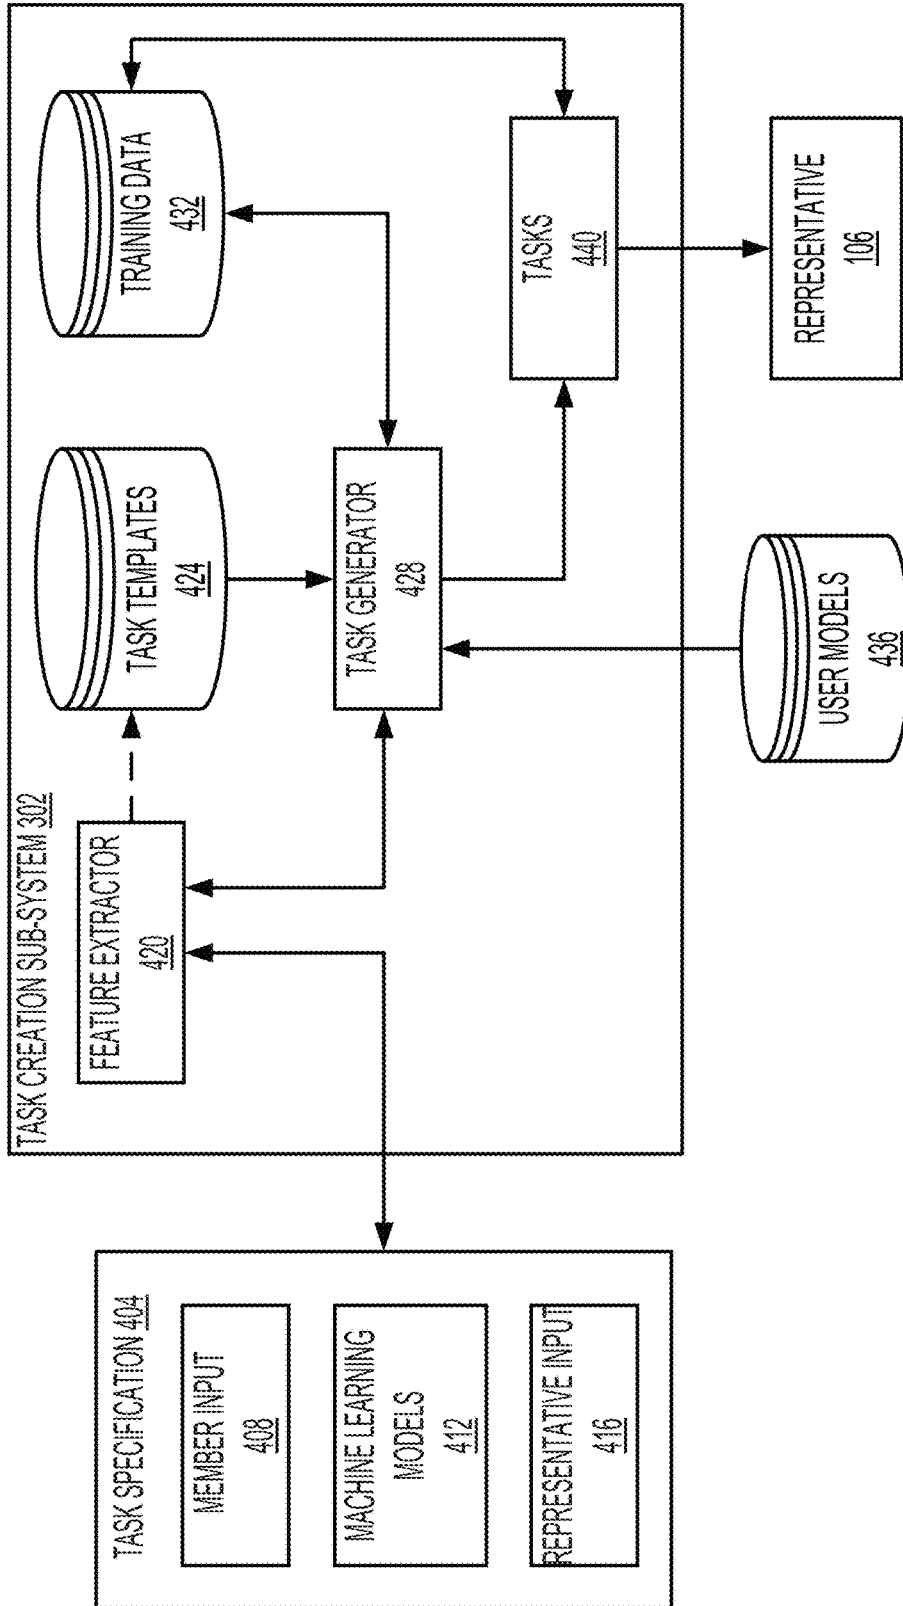 TASK SPECIFICATION 404
MEMBER INPUT
408
MACHINE LEARNING
MODELS
412
REPRESENTATIVE INPUT
416
TASK CREATION SUB-SYSTEM 302
FEATURE EXTRACTOR
420
TASK TEMPLATES
424
TRAINING DATA
432
TASK GENERATOR
428
TASKS
440
USER MODELS
436
REPRESENTATIVE
106